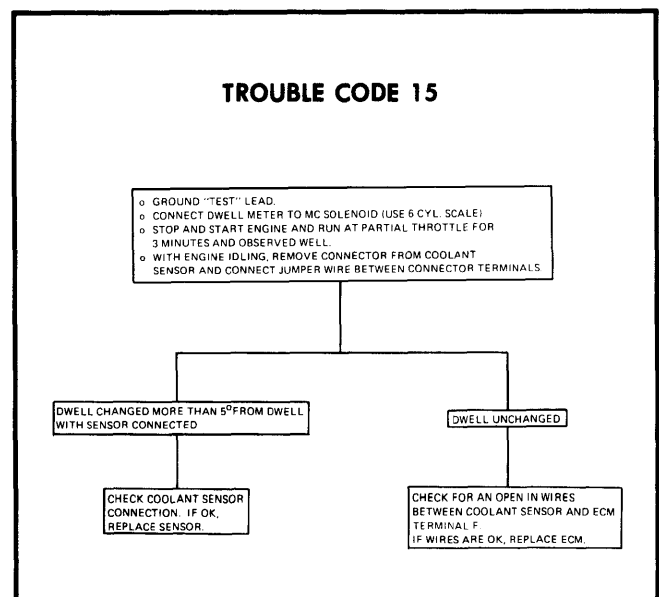 TROUBLE CODE 15
o GROUND "TEST" LEAD.
o CONNECT DWELL METER TO MC SOLENOID (USE 6 CYL. SCALE)
o STOP AND START ENGINE AND RUN AT PARTIAL THROTTLE FOR
3 MINUTES AND OBSERVED WELL.
o WITH ENGINE IDLING, REMOVE CONNECTOR FROM COOLANT
SENSOR AND CONNECT JUMPER WIRE BETWEEN CONNECTOR TERMINALS.
DWELL CHANGED MORE THAN 5° FROM DWELL
WITH SENSOR CONNECTED
DWELL UNCHANGED
CHECK COOLANT SENSOR
CONNECTION. IF OK,
REPLACE SENSOR.
CHECK FOR AN OPEN IN WIRES
BETWEEN COOLANT SENSOR AND ECM
TERMINAL F.
IF WIRES ARE OK, REPLACE ECM.